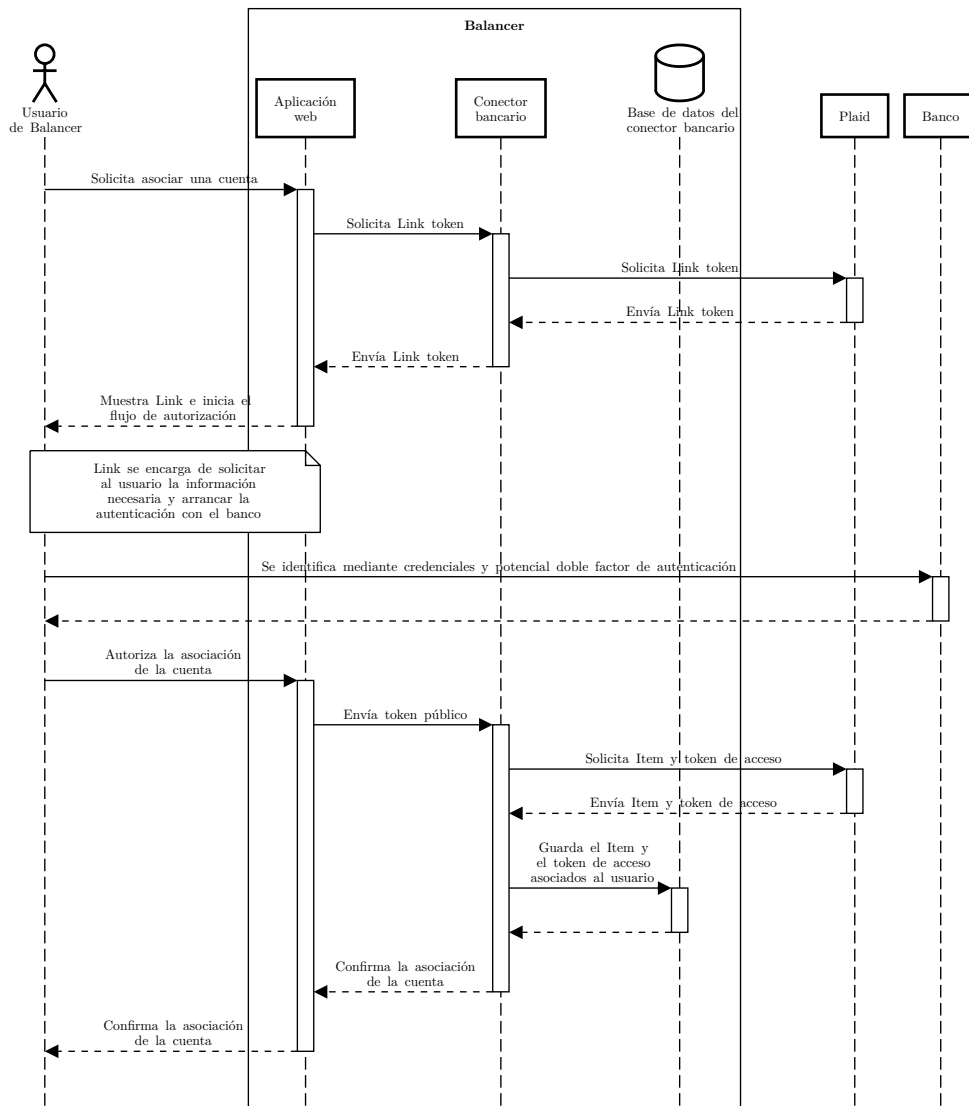 Balancer
Usuario
de Balancer
Aplicación
web
Conector
bancario
Base de datos del
conector bancario
Plaid
Banco
Solicita asociar una cuenta
Solicita Link token
Solicita Link token
Envía Link token
Envía Link token
Muestra Link e inicia el
flujo de autorización
Link se encarga de solicitar
al usuario la información
necesaria y arrancar la
autenticación con el banco
Se identifica mediante credenciales y potencial doble factor de autenticación
Autoriza la asociación
de la cuenta
Envía token público
Solicita Item y token de acceso
Envía Item y token de acceso
Guarda el Item y
el token de acceso
asociados al usuario
Confirma la asociación
de la cuenta
Confirma la asociación
de la cuenta